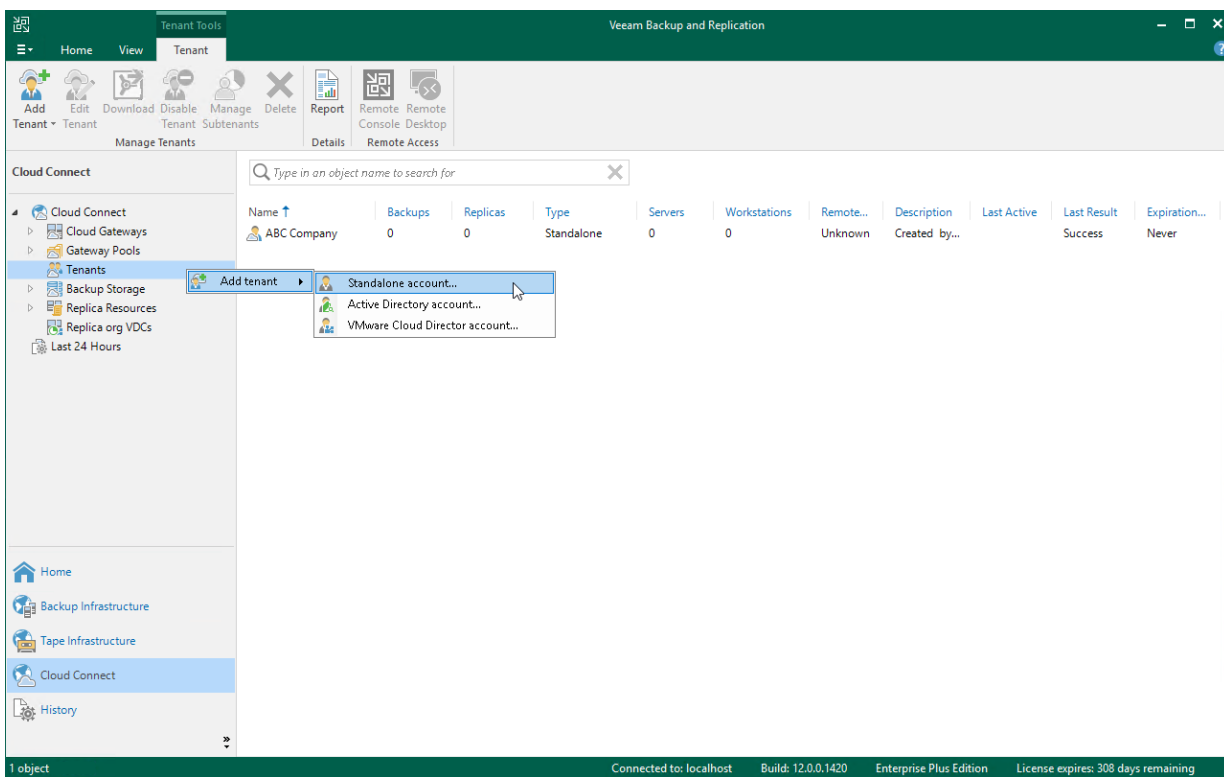 Tenant Tools
Veeam Backup and Replication
Home View Tenant
Add Tenant
Edit Tenant
Download
Disable Tenant
Manage Subtenants
Delete
Report
Remote Console
Remote Desktop
Manage Tenants
Details
Remote Access
Cloud Connect
Type in an object name to search for
Cloud Connect
Cloud Gateways
Gateway Pools
Tenants
Backup Storage
Replica Resources
Replica org VDCs
Last 24 Hours
Name Backups Replicas Type Servers Workstations Remote... Description Last Active Last Result Expiration...
ABC Company 0 0 Standalone 0 0 Unknown Created by... Success Never
Add tenant
Standalone account...
Active Directory account...
VMware Cloud Director account...
Home
Backup Infrastructure
Tape Infrastructure
Cloud Connect
History
1 object
Connected to: localhost Build: 12.0.0.1420 Enterprise Plus Edition License expires: 308 days remaining